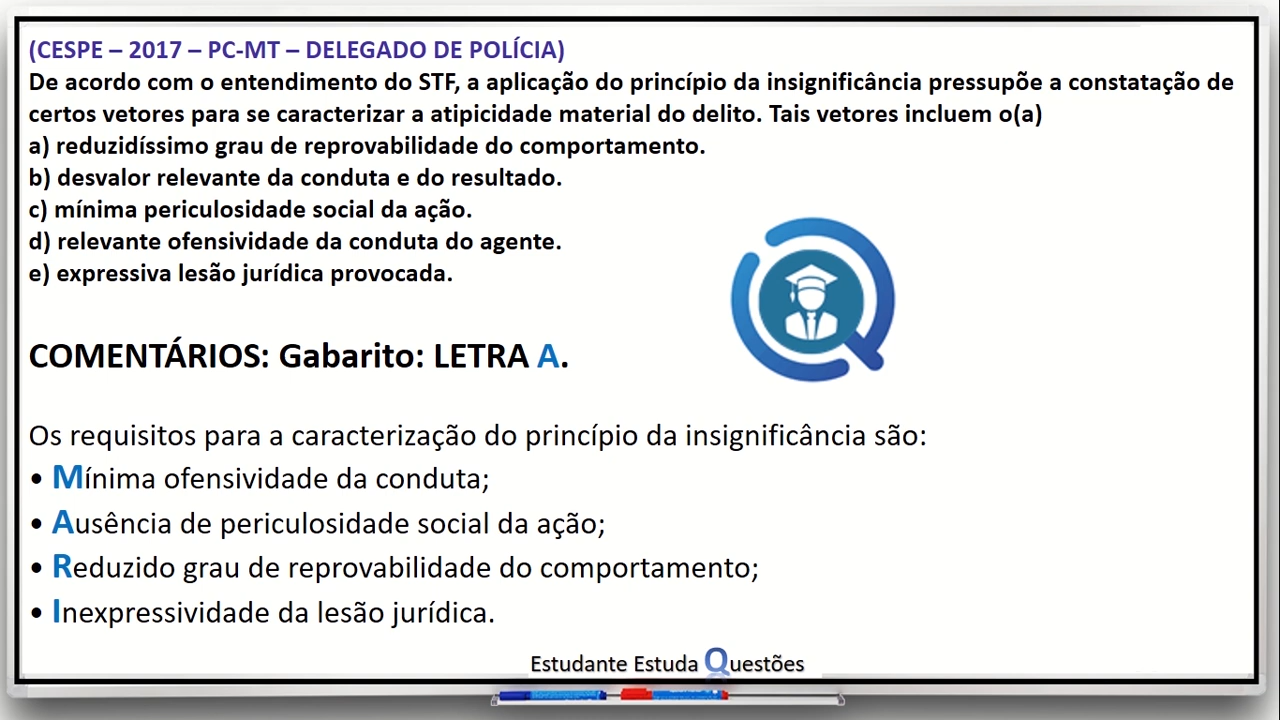 (CESPE – 2017 – PC-MT – DELEGADO DE POLÍCIA)
De acordo com o entendimento do STF, a aplicação do princípio da insignificância pressupõe a constatação de
certos vetores para se caracterizar a atipicidade material do delito. Tais vetores incluem o(a)
a) reduzidíssimo grau de reprovabilidade do comportamento.
b) desvalor relevante da conduta e do resultado.
c) mínima periculosidade social da ação.
d) relevante ofensividade da conduta do agente.
e) expressiva lesão jurídica provocada.
COMENTÁRIOS: Gabarito: LETRA A.
Os requisitos para a caracterização do princípio da insignificância são:
• Mínima ofensividade da conduta;
• Ausência de periculosidade social da ação;
• Reduzido grau de reprovabilidade do comportamento;
• Inexpressividade da lesão jurídica.
Estudante Estuda Questões